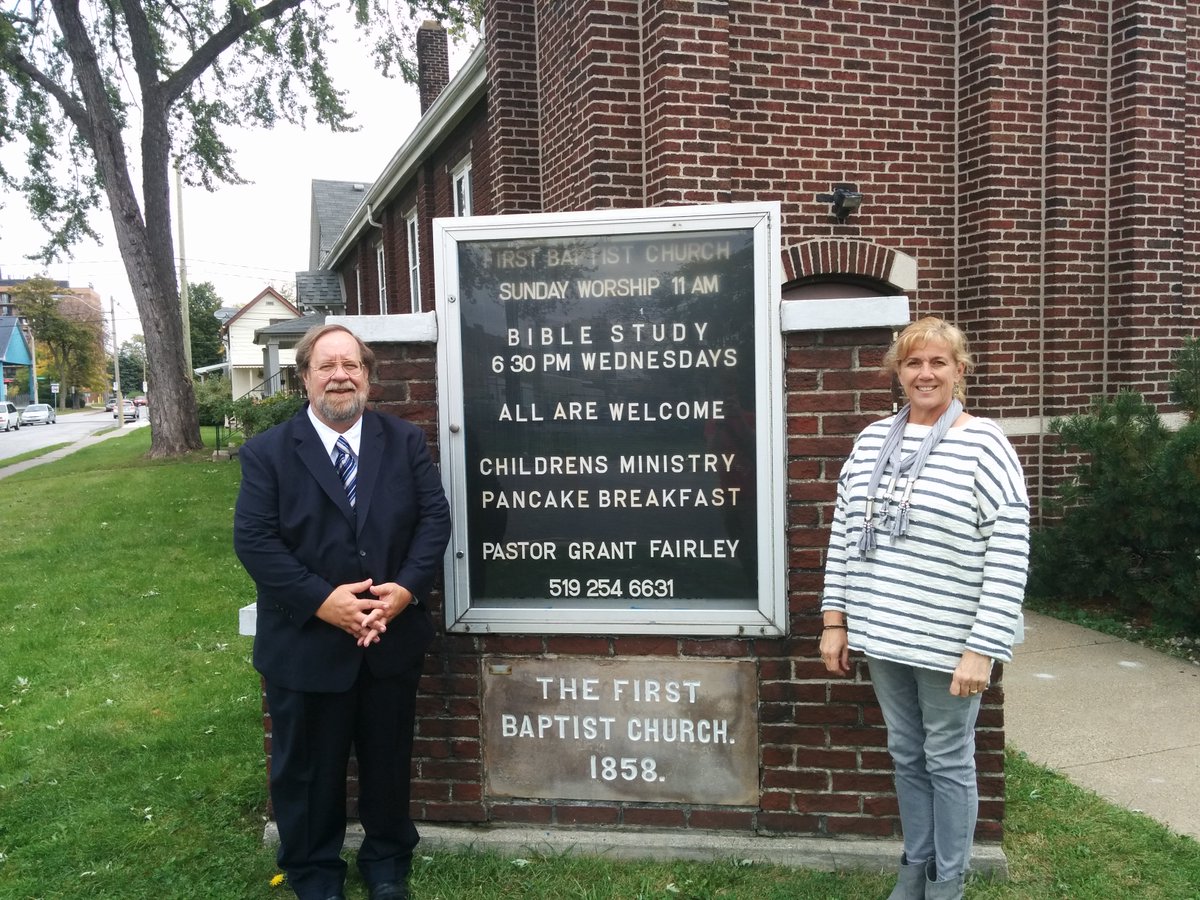 FIRST BAPTIST CHURCH
SUNDAY WORSHIP 11 AM
BIBLE STUDY
6 30 PM WEDNESDAYS
ALL ARE WELCOME
CHILDRENS MINISTRY
PANCAKE BREAKFAST
PASTOR GRANT FAIRLEY
519 254 6631
THE FIRST
BAPTIST CHURCH.
1858.